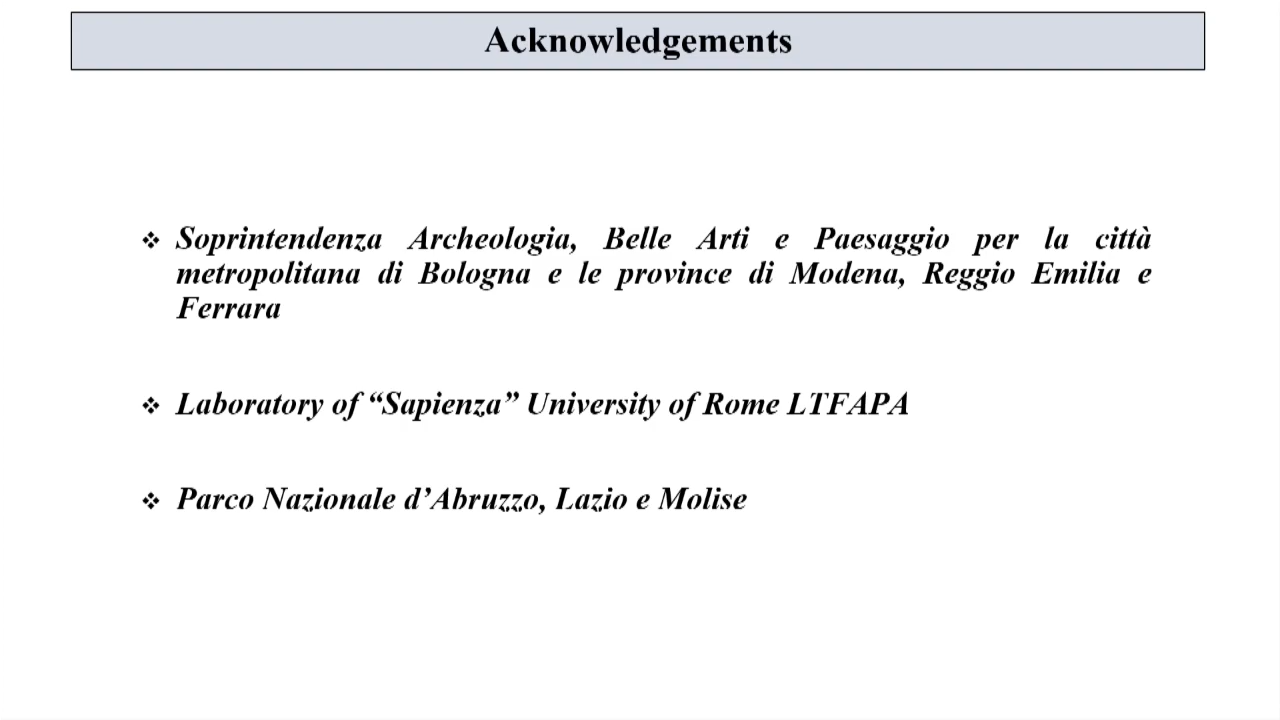 Acknowledgements
❖ Soprintendenza Archeologia, Belle Arti e Paesaggio per la città
metropolitana di Bologna e le province di Modena, Reggio Emilia e
Ferrara
❖ Laboratory of “Sapienza” University of Rome LTFAPA
❖ Parco Nazionale d’Abruzzo, Lazio e Molise